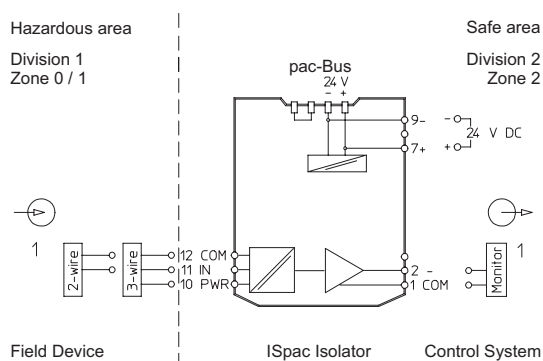 Hazardous area
Safe area
Division 1
Zone 0 / 1
Division 2
Zone 2
pac-Bus
24 V
- +
9-
7+
-
+
24 V DC
1
1
2-wire
3-wire
12 COM
11 IN
10 PWR
2 -
1 COM
Monitor
Field Device
ISpac Isolator
Control System